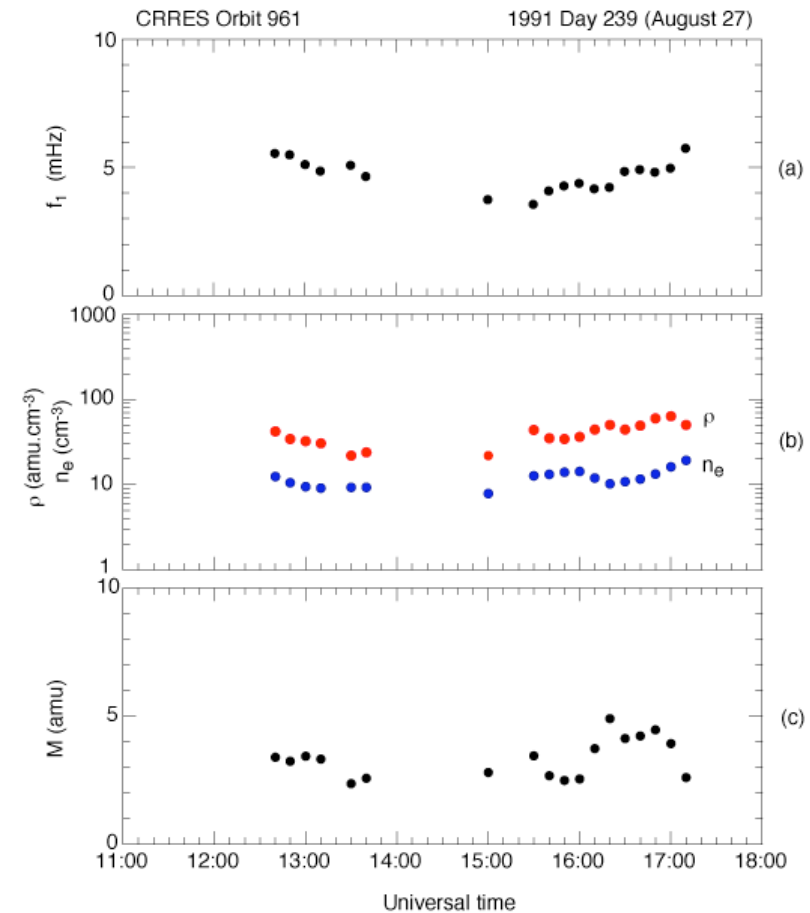 CRRES Orbit 961 1991 Day 239 (August 27)
10
5
0
f₁ (mHz)
(a)
1000
100
10
1
ρ (amu.cm⁻³)
nₑ (cm⁻³)
ρ
nₑ
(b)
10
5
0
M (amu)
(c)
11:00 12:00 13:00 14:00 15:00 16:00 17:00 18:00
Universal time